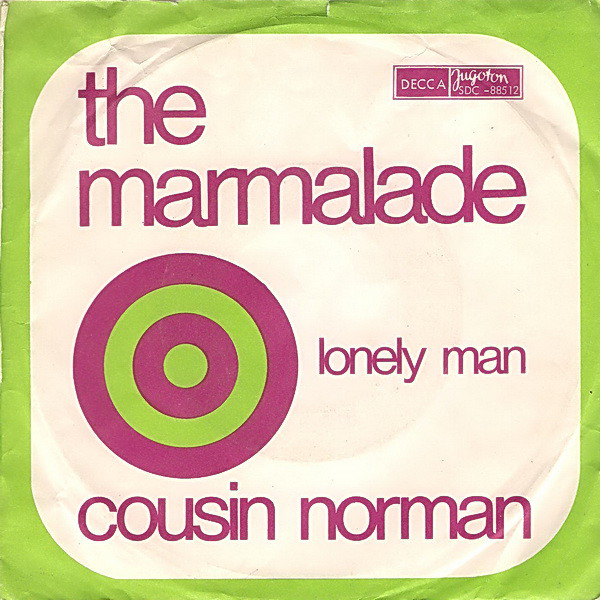 the
marmalade
DECCA Jugoton
SDC -88512
lonely man
cousin norman